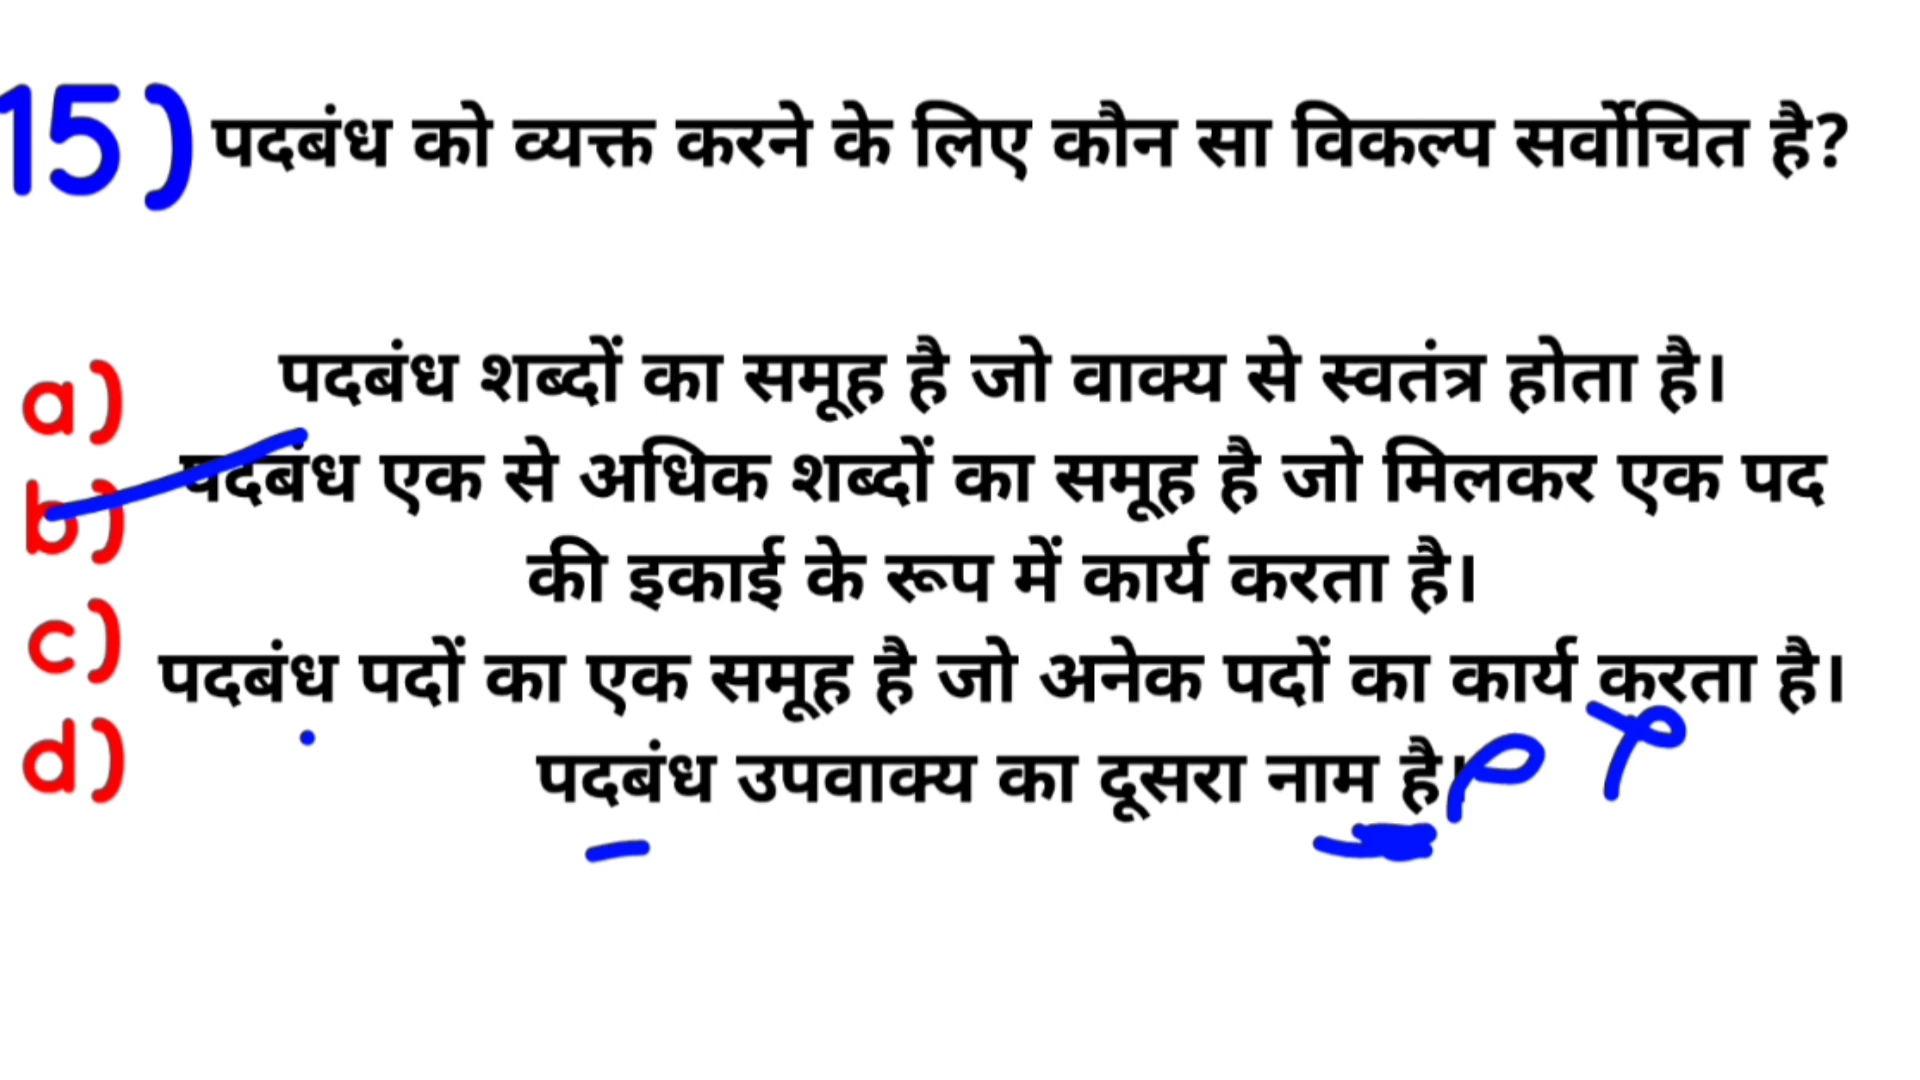 15) पदबंध को व्यक्त करने के लिए कौन सा विकल्प सर्वोचित है?
a) पदबंध शब्दों का समूह है जो वाक्य से स्वतंत्र होता है।
b) पदबंध एक से अधिक शब्दों का समूह है जो मिलकर एक पद
की इकाई के रूप में कार्य करता है।
c) पदबंध पदों का एक समूह है जो अनेक पदों का कार्य करता है।
d) पदबंध उपवाक्य का दूसरा नाम है।